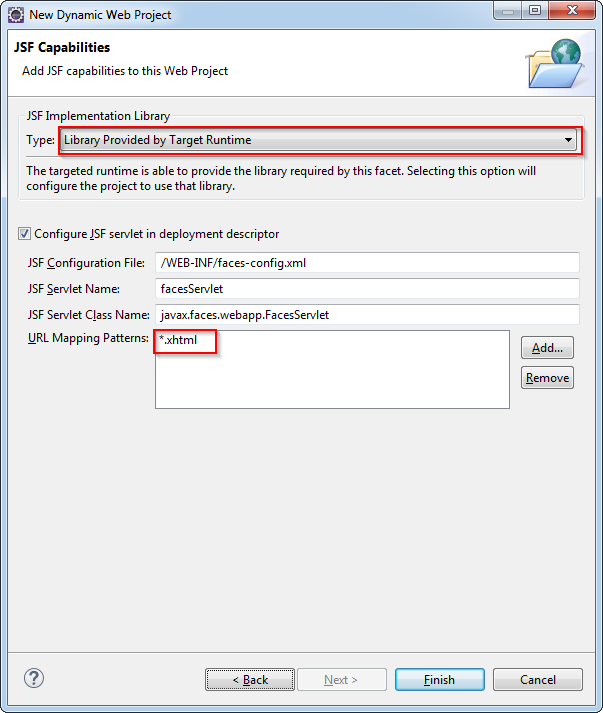 New Dynamic Web Project
JSF Capabilities
Add JSF capabilities to this Web Project
JSF Implementation Library
Type: Library Provided by Target Runtime
The targeted runtime is able to provide the library required by this facet. Selecting this option will
configure the project to use that library.
Configure JSF servlet in deployment descriptor
JSF Configuration File: /WEB-INF/faces-config.xml
JSF Servlet Name: facesServlet
JSF Servlet Class Name: javax.faces.webapp.FacesServlet
URL Mapping Patterns: *.xhtml
Add...
Remove
? < Back Next > Finish Cancel